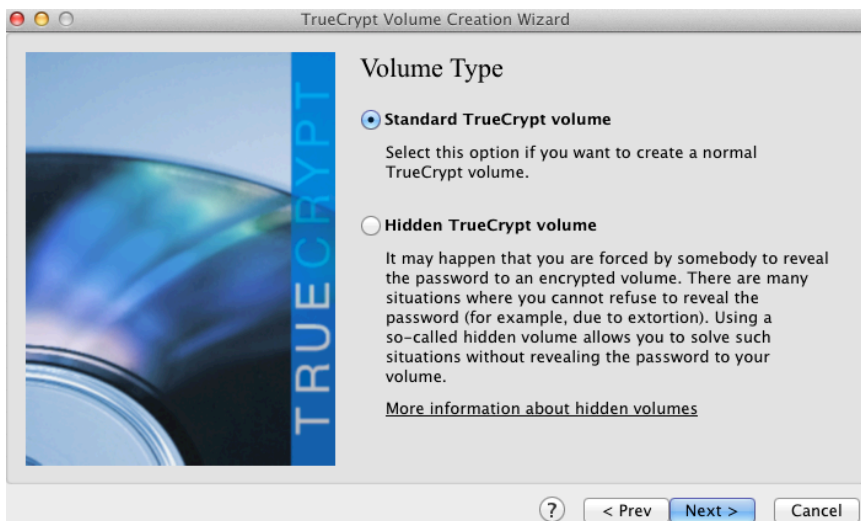 TrueCrypt Volume Creation Wizard
TRUECRYPT
Volume Type
Standard TrueCrypt volume
Select this option if you want to create a normal
TrueCrypt volume.
Hidden TrueCrypt volume
It may happen that you are forced by somebody to reveal
the password to an encrypted volume. There are many
situations where you cannot refuse to reveal the
password (for example, due to extortion). Using a
so-called hidden volume allows you to solve such
situations without revealing the password to your
volume.
More information about hidden volumes
? < Prev Next > Cancel